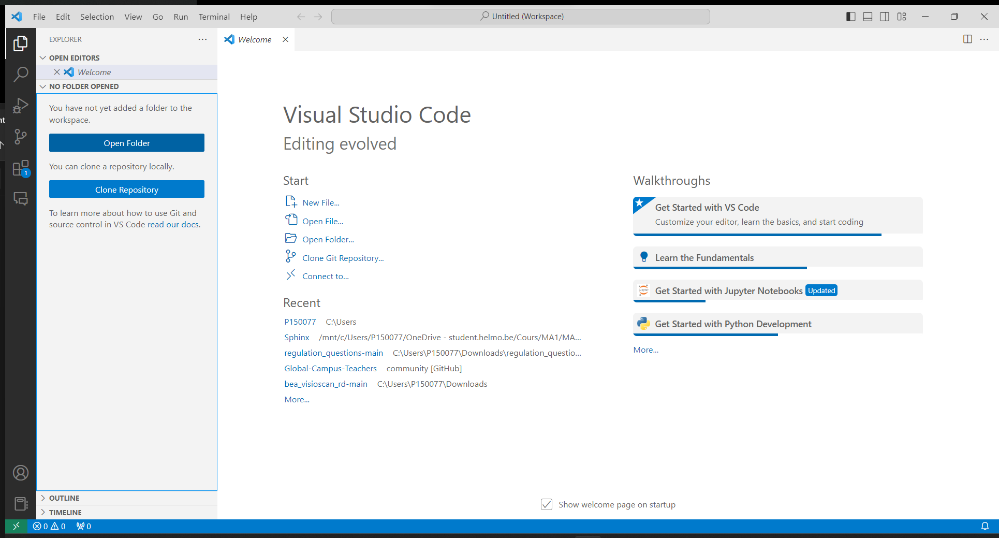 File Edit Selection View Go Run Terminal Help
Untitled (Workspace)
EXPLORER
OPEN EDITORS
Welcome
NO FOLDER OPENED
You have not yet added a folder to the
workspace.
Open Folder
You can clone a repository locally.
Clone Repository
To learn more about how to use Git and
source control in VS Code read our docs.
1
OUTLINE
TIMELINE
Welcome
Visual Studio Code
Editing evolved
Start
New File...
Open File...
Open Folder...
Clone Git Repository...
Connect to...
Recent
P150077 C:\Users
Sphinx /mnt/c/Users/P150077/OneDrive - student.helmo.be/Cours/MA1/MA...
regulation_questions-main C:\Users\P150077\Downloads\regulation_questio...
Global-Campus-Teachers community [GitHub]
bea_visioscan_rd-main C:\Users\P150077\Downloads
More...
Walkthroughs
Get Started with VS Code
Customize your editor, learn the basics, and start coding
Learn the Fundamentals
Get Started with Jupyter Notebooks Updated
Get Started with Python Development
More...
Show welcome page on startup
0 0 0